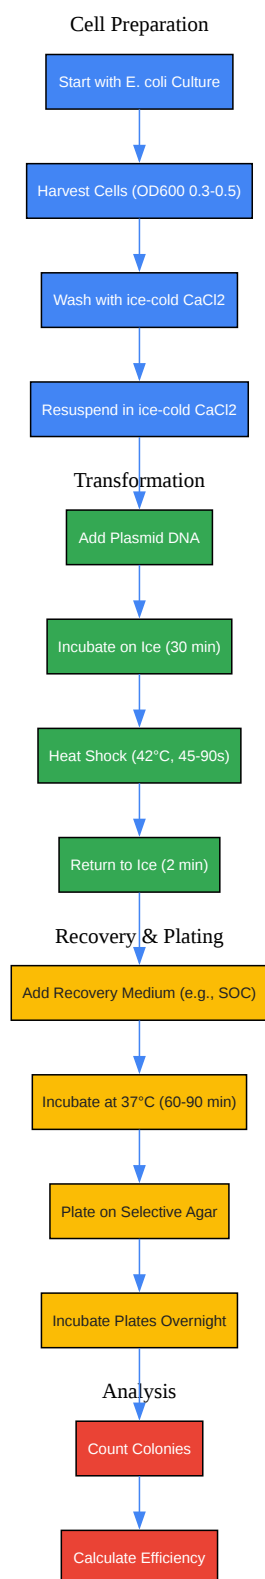 Cell Preparation
Start with E. coli Culture
Harvest Cells (OD600 0.3-0.5)
Wash with ice-cold CaCl2
Resuspend in ice-cold CaCl2
Transformation
Add Plasmid DNA
Incubate on Ice (30 min)
Heat Shock (42°C, 45-90s)
Return to Ice (2 min)
Recovery & Plating
Add Recovery Medium (e.g., SOC)
Incubate at 37°C (60-90 min)
Plate on Selective Agar
Incubate Plates Overnight
Analysis
Count Colonies
Calculate Efficiency